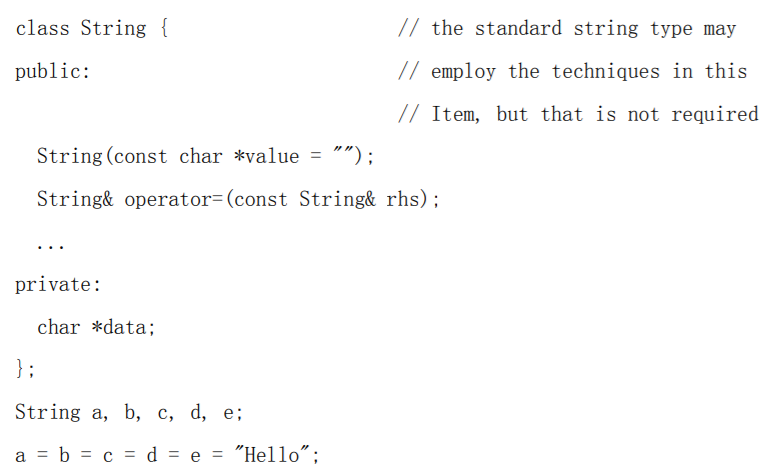 class String { // the standard string type may
public: // employ the techniques in this
// Item, but that is not required
String(const char *value = "");
String& operator=(const String& rhs);
...
private:
char *data;
};
String a, b, c, d, e;
a = b = c = d = e = "Hello";